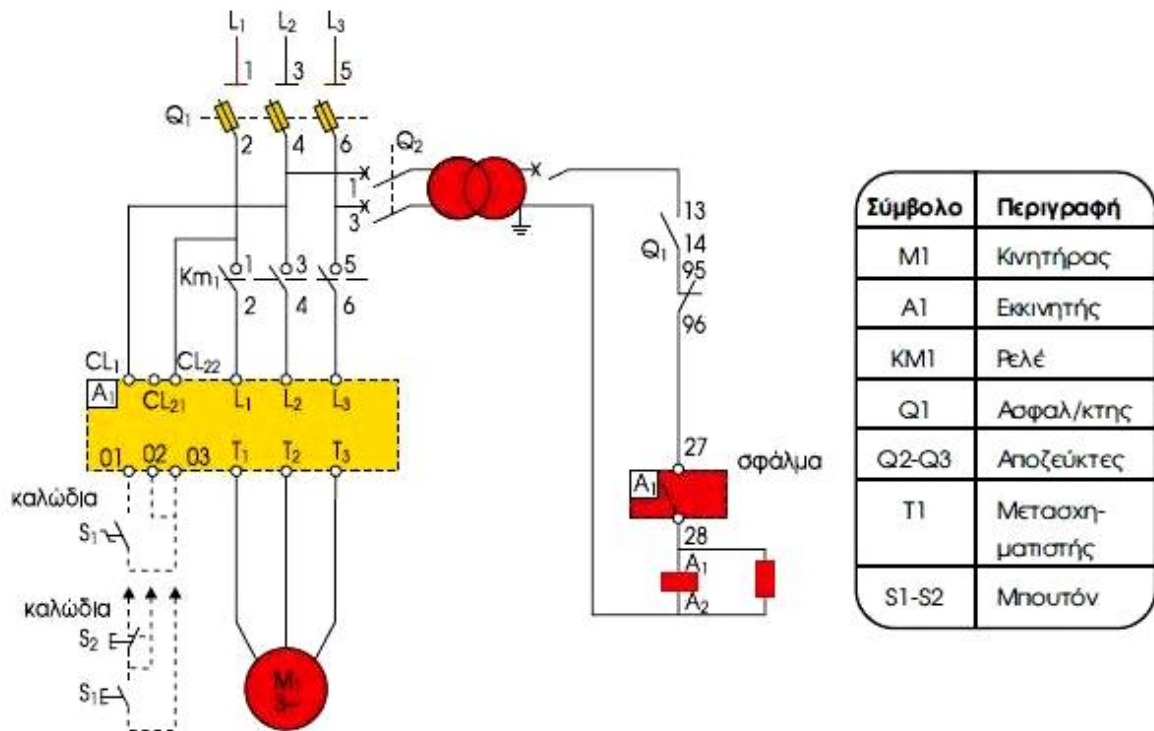 L1 L2 L3
1 3 5
Q1
2 4 6
Q2
1
3
13
Q1 14
95
96
Km1 1 3 5
2 4 6
CL1 CL22
A1 CL21 L1 L2 L3
01 02 03 T1 T2 T3
καλώδια
S1
καλώδια
S2
S1
M1
3~
27
σφάλμα
A1
28
A1
A2
Σύμβολο Περιγραφή
M1 Κινητήρας
A1 Εκκινητής
KM1 Ρελέ
Q1 Ασφαλ/κτης
Q2-Q3 Αποζεύκτες
T1 Μετασχη-
ματιστής
S1-S2 Μπουτόν